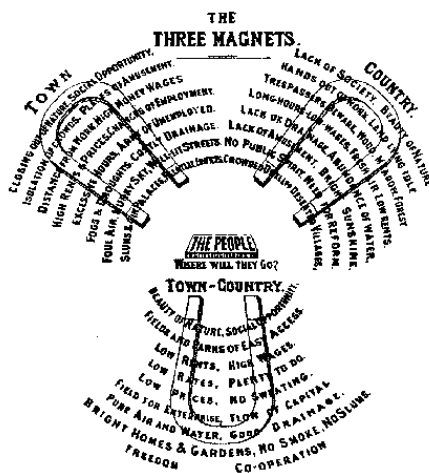 THE
THREE MAGNETS.
TOWN
CLOSING OUT OF NATURE. SOCIAL OPPORTUNITY.
ISOLATION OF CROWDS. PLACES OF AMUSEMENT.
DISTANCE FROM WORK. HIGH MONEY WAGES
HIGH RENTS & PRICES. CHANCES OF EMPLOYMENT.
EXCESSIVE HOURS. ARMY OF UNEMPLOYED.
FOGS & DROUGHTS. COSTLY DRAINAGE.
FOUL AIR. MURKY SKY. WELL-LIT STREETS.
SLUMS & GIN PALACES. PALATIAL EDIFICES.
COUNTRY.
LACK OF SOCIETY. BEAUTY OF NATURE.
HANDS OUT OF WORK. LAND LYING IDLE
TRESPASSERS BEWARE. WOOD, MEADOW, FOREST
LONG HOURS. LOW WAGES. FRESH AIR. LOW RENTS.
LACK OF DRAINAGE. ABUNDANCE OF WATER.
LACK OF AMUSEMENT. BRIGHT SUNSHINE.
NO PUBLIC SPIRIT. NEED FOR REFORM.
CROWDED DWELLINGS. DESERTED VILLAGES.
THE PEOPLE
WHERE WILL THEY GO?
TOWN-COUNTRY.
BEAUTY OF NATURE. SOCIAL OPPORTUNITY.
FIELDS AND PARKS OF EASY ACCESS.
LOW RENTS, HIGH WAGES.
LOW RATES, PLENTY TO DO.
LOW PRICES, NO SWEATING.
FIELD FOR ENTERPRISE, FLOW OF CAPITAL
PURE AIR AND WATER, GOOD DRAINAGE.
BRIGHT HOMES & GARDENS, NO SMOKE, NO SLUMS.
FREEDOM CO-OPERATION